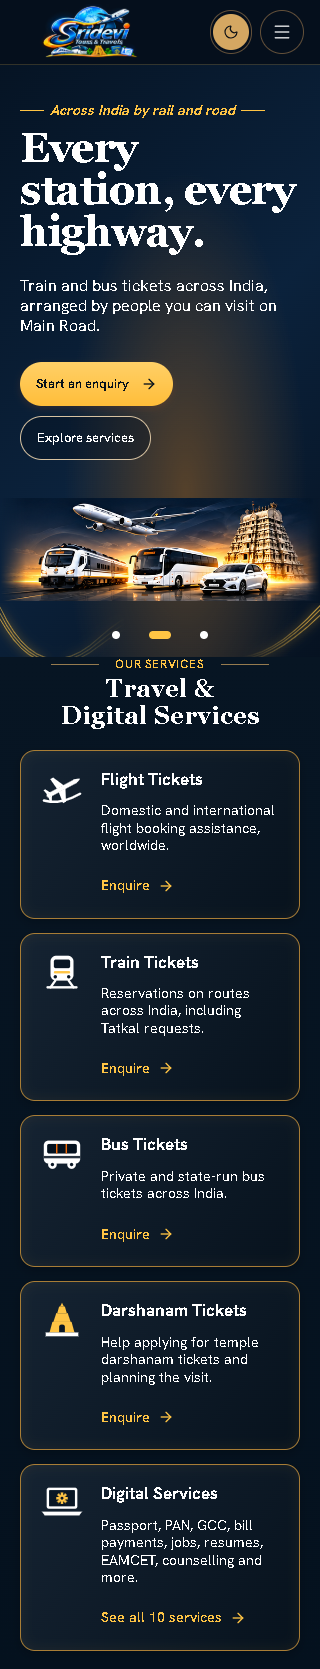 Sridevi
Tours & Travels
Across India by rail and road
Every
station, every
highway.
Train and bus tickets across India,
arranged by people you can visit on
Main Road.
Start an enquiry
Explore services
OUR SERVICES
Travel &
Digital Services
Flight Tickets
Domestic and international
flight booking assistance,
worldwide.
Enquire
Train Tickets
Reservations on routes
across India, including
Tatkal requests.
Enquire
Bus Tickets
Private and state-run bus
tickets across India.
Enquire
Darshanam Tickets
Help applying for temple
darshanam tickets and
planning the visit.
Enquire
Digital Services
Passport, PAN, GCC, bill
payments, jobs, resumes,
EAMCET, counselling and
more.
See all 10 services